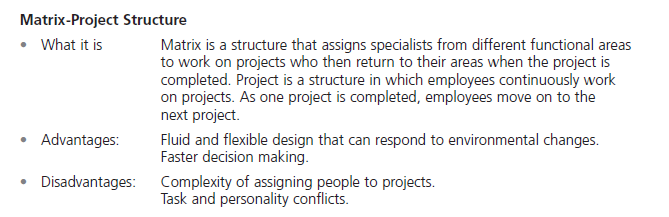 Matrix-Project Structure
• What it is Matrix is a structure that assigns specialists from different functional areas
to work on projects who then return to their areas when the project is
completed. Project is a structure in which employees continuously work
on projects. As one project is completed, employees move on to the
next project.
• Advantages: Fluid and flexible design that can respond to environmental changes.
Faster decision making.
• Disadvantages: Complexity of assigning people to projects.
Task and personality conflicts.